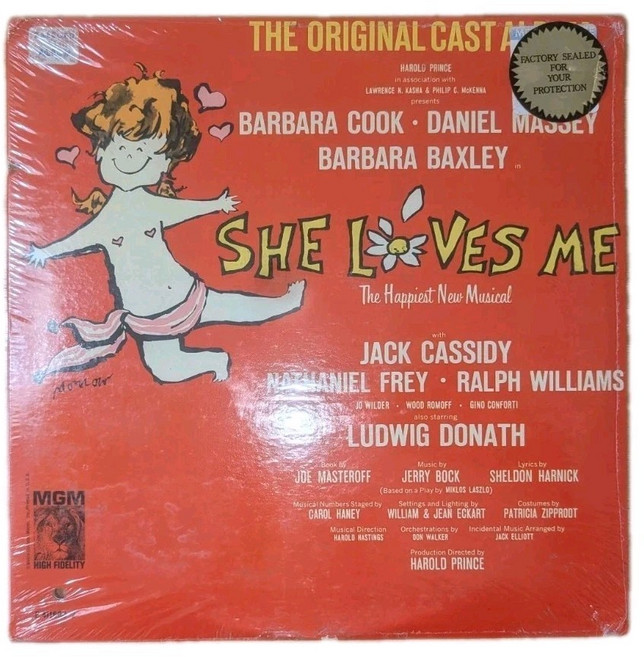 THE ORIGINAL CAST
FACTORY SEALED
FOR
YOUR
PROTECTION
HAROLD PRINCE
in association with
LAWRENCE N. KASHA & PHILIP C. McKENNA
presents
BARBARA COOK • DANIEL MASSEY
BARBARA BAXLEY
in
SHE LOVES ME
The Happiest New Musical
with
JACK CASSIDY
NATHANIEL FREY • RALPH WILLIAMS
JO WILDER • WOOD ROMOFF • GINO CONFORTI
also starring
LUDWIG DONATH
Book by Music by Lyrics by
JOE MASTEROFF JERRY BOCK SHELDON HARNICK
(Based on a Play by MIKLOS LASZLO)
Musical Numbers Staged by Settings and Lighting by Costumes by
CAROL HANEY WILLIAM & JEAN ECKART PATRICIA ZIPPRODT
Musical Direction Orchestrations by Incidental Music Arranged by
HAROLD HASTINGS DON WALKER JACK ELLIOTT
Production Directed by
HAROLD PRINCE
MORROW
MGM
HIGH FIDELITY